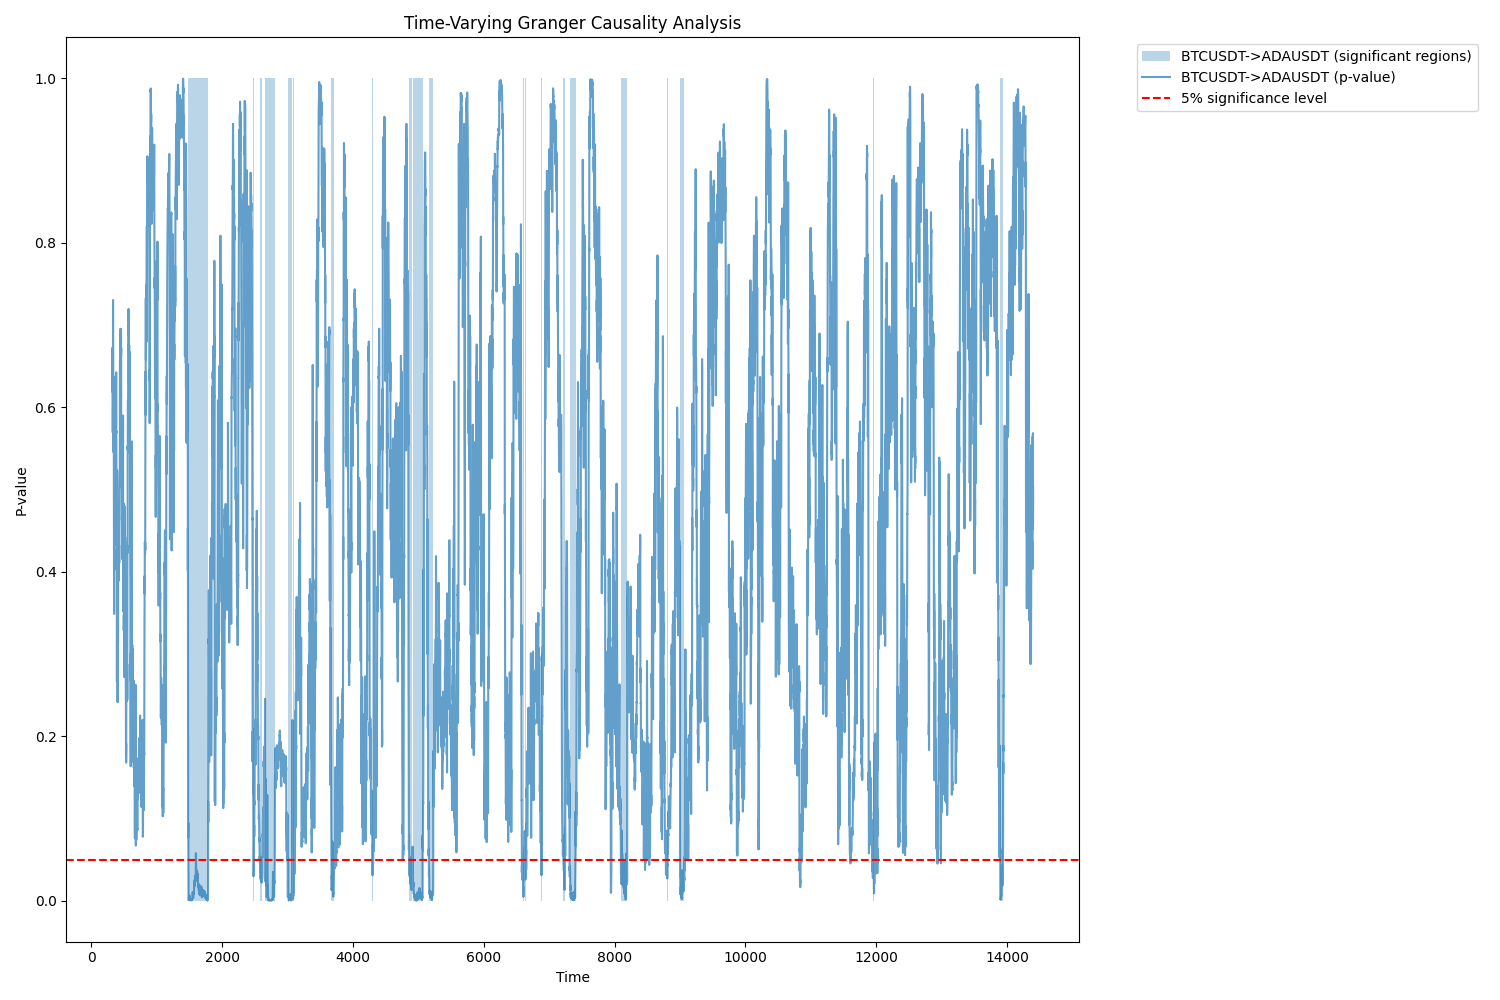 Time-Varying Granger Causality Analysis
BTCUSDT->ADAUSDT (significant regions)
BTCUSDT->ADAUSDT (p-value)
5% significance level
P-value
1.0
0.8
0.6
0.4
0.2
0.0
0
2000
4000
6000
8000
10000
12000
14000
Time